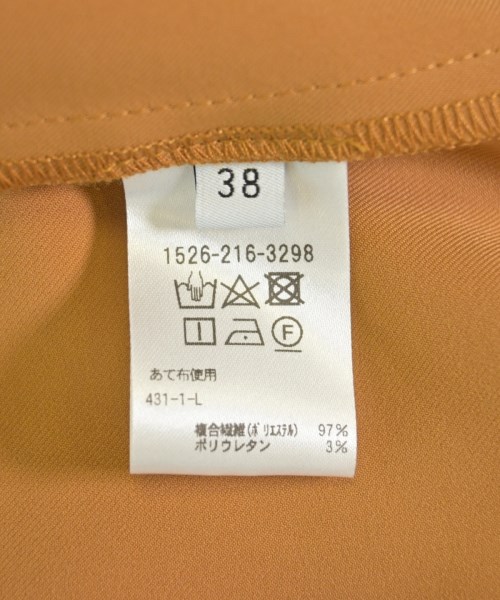 38
1526-216-3298
F
あて布使用
431-1-L
複合繊維(ポリエステル) 97%
ポリウレタン 3%